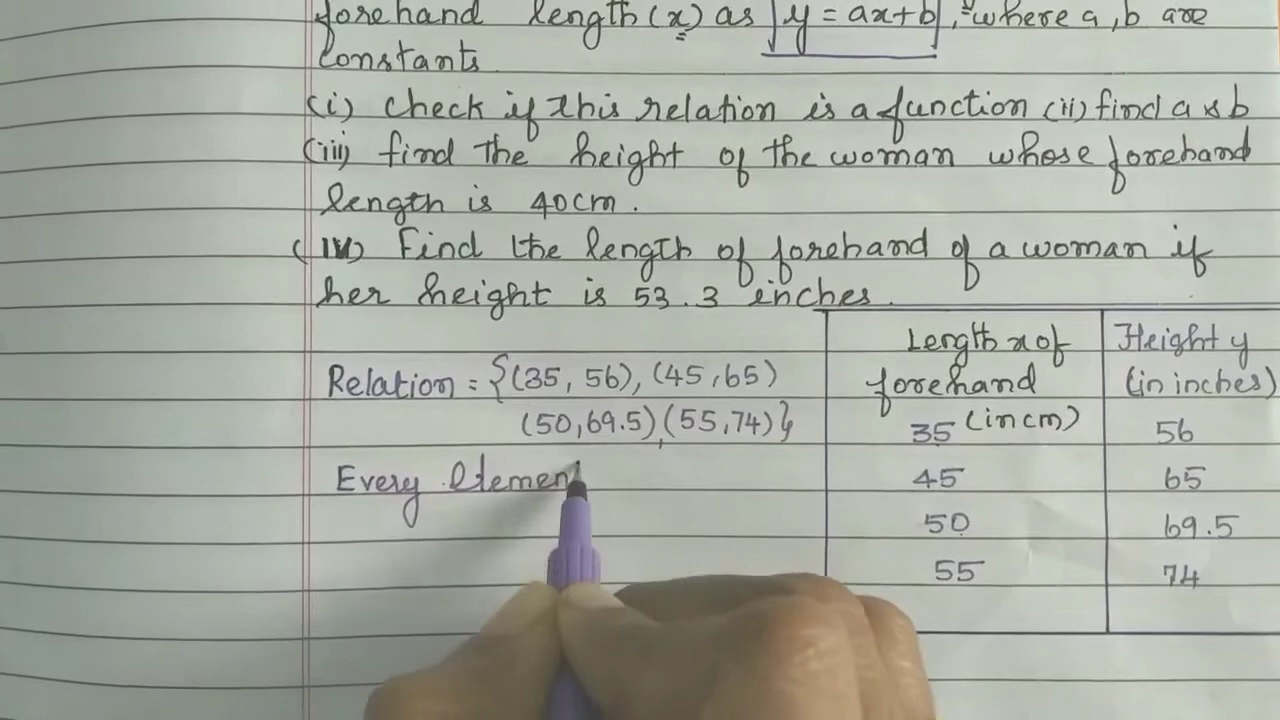 forehand length (x) as y = ax+b, where a, b are
constants
(i) check if this relation is a function (ii) find a & b
(iii) find the height of the woman whose forehand
length is 40cm.
(iv) Find the length of forehand of a woman if
her height is 53.3 inches.
Relation = {(35, 56), (45, 65)
(50, 69.5), (55, 74)}
Every Element
Length x of forehand (in cm)
Height y (in inches)
35 56
45 65
50 69.5
55 74